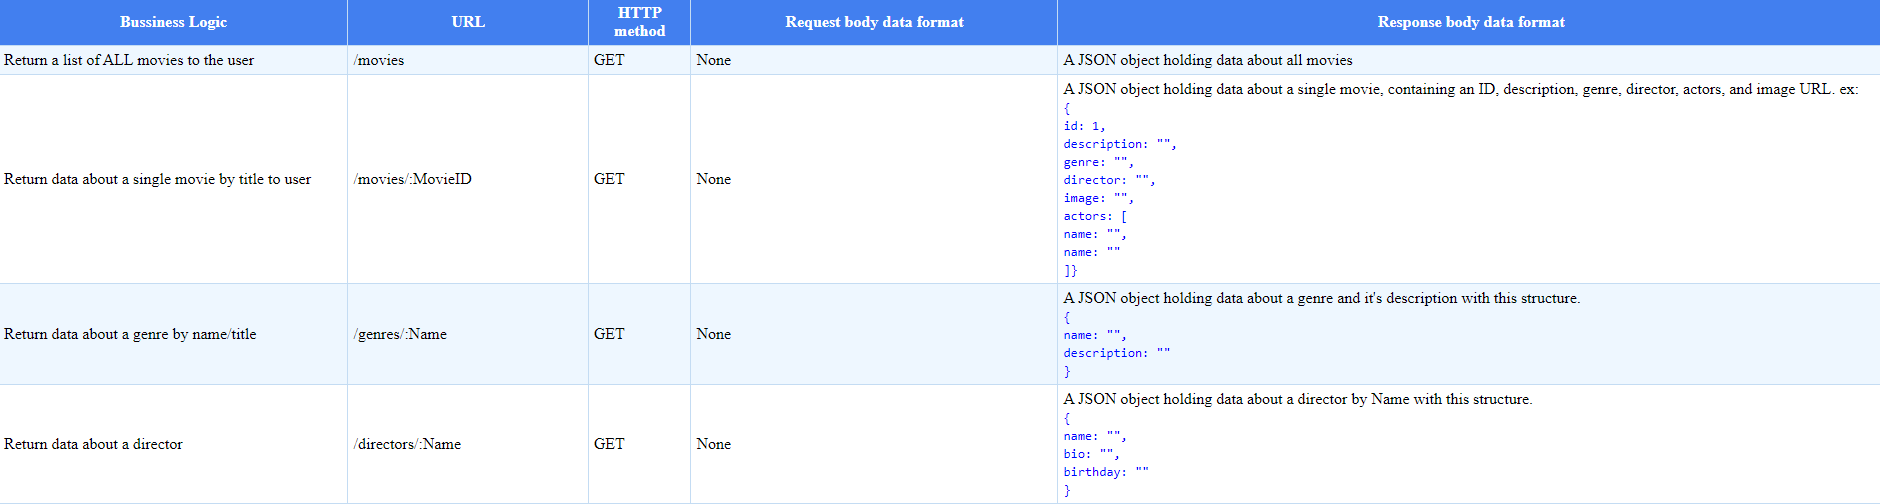 Bussiness Logic
URL
HTTP
method
Request body data format
Response body data format
Return a list of ALL movies to the user
/movies
GET
None
A JSON object holding data about all movies
Return data about a single movie by title to user
/movies/:MovieID
GET
None
A JSON object holding data about a single movie, containing an ID, description, genre, director, actors, and image URL. ex:
{
id: 1,
description: "",
genre: "",
director: "",
image: "",
actors: [
name: "",
name: ""
]}
Return data about a genre by name/title
/genres/:Name
GET
None
A JSON object holding data about a genre and it's description with this structure.
{
name: "",
description: ""
}
Return data about a director
/directors/:Name
GET
None
A JSON object holding data about a director by Name with this structure.
{
name: "",
bio: "",
birthday: ""
}